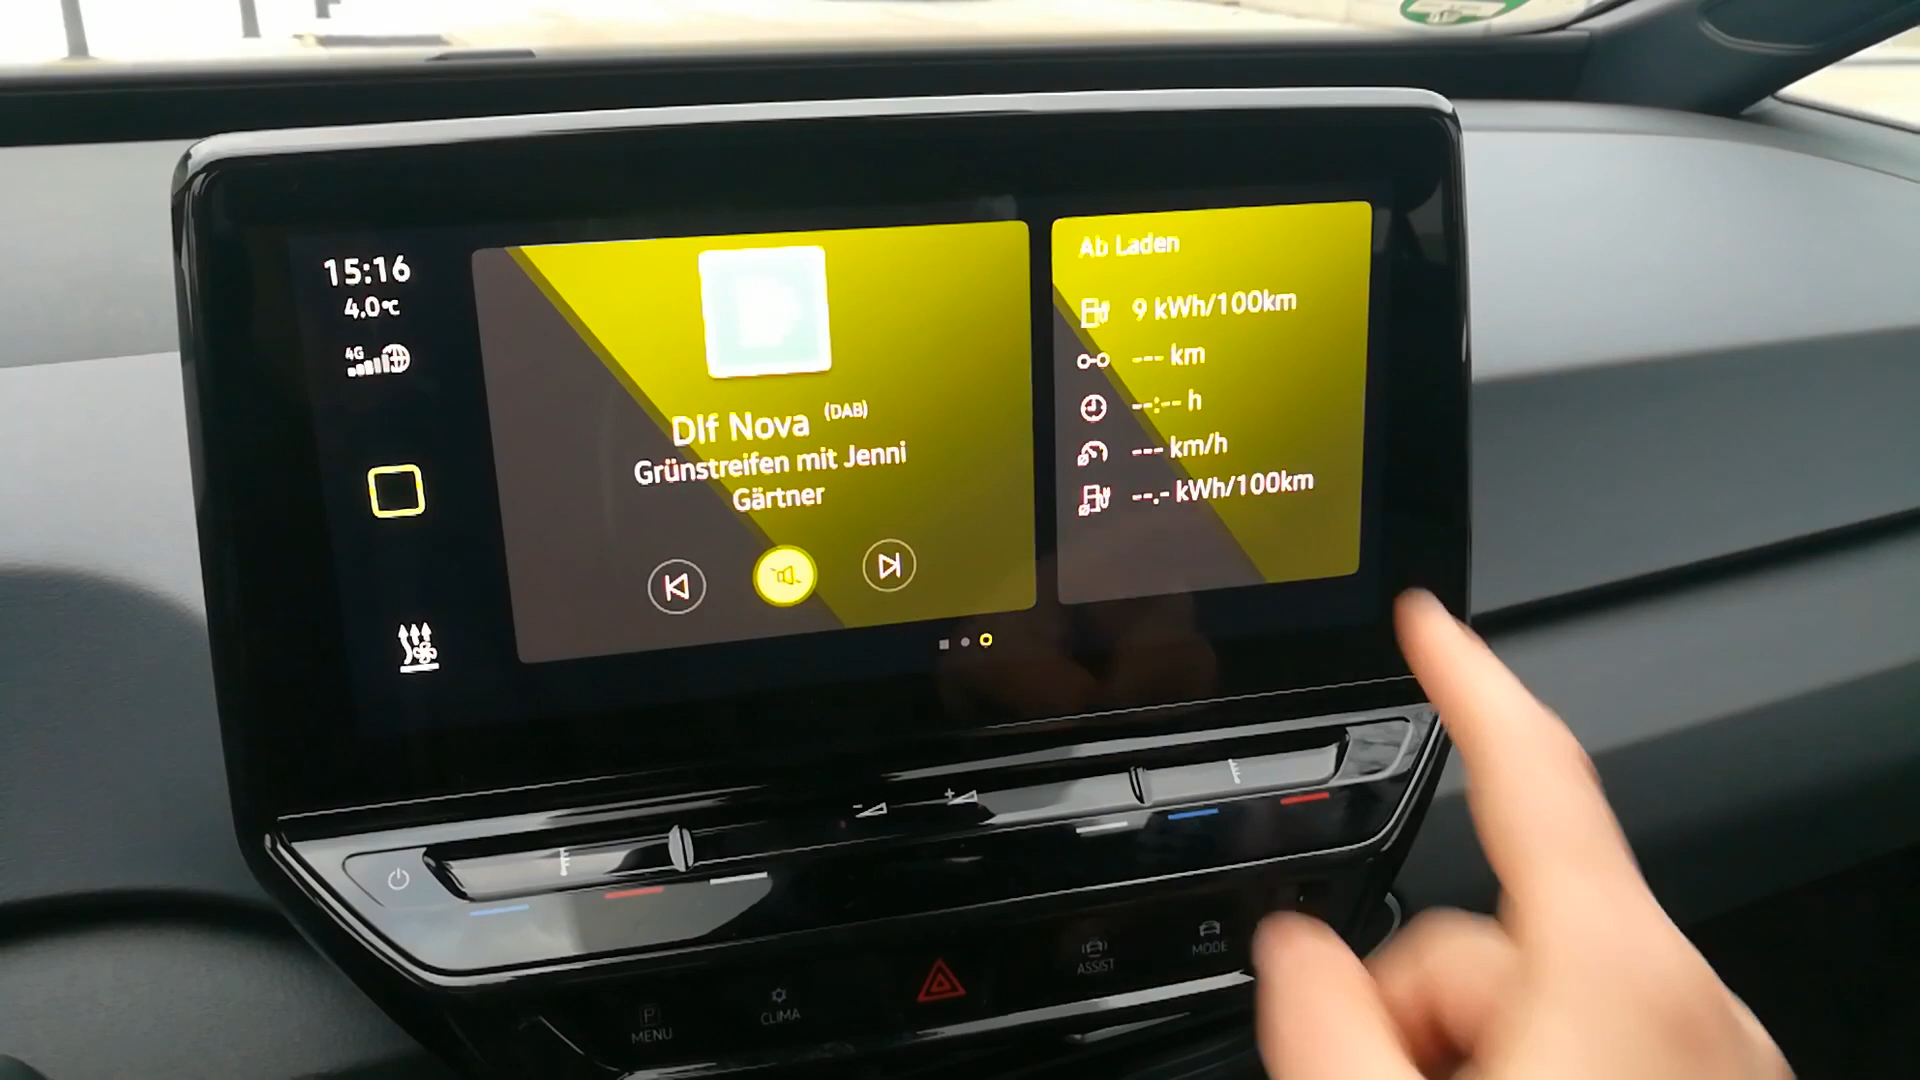 15:16
4.0°C
4G
Dlf Nova (DAB)
Grünstreifen mit Jenni
Gärtner
Ab Laden
9 kWh/100km
--- km
--:-- h
--- km/h
--.- kWh/100km
- +
P
MENU
CLIMA
ASSIST
MODE